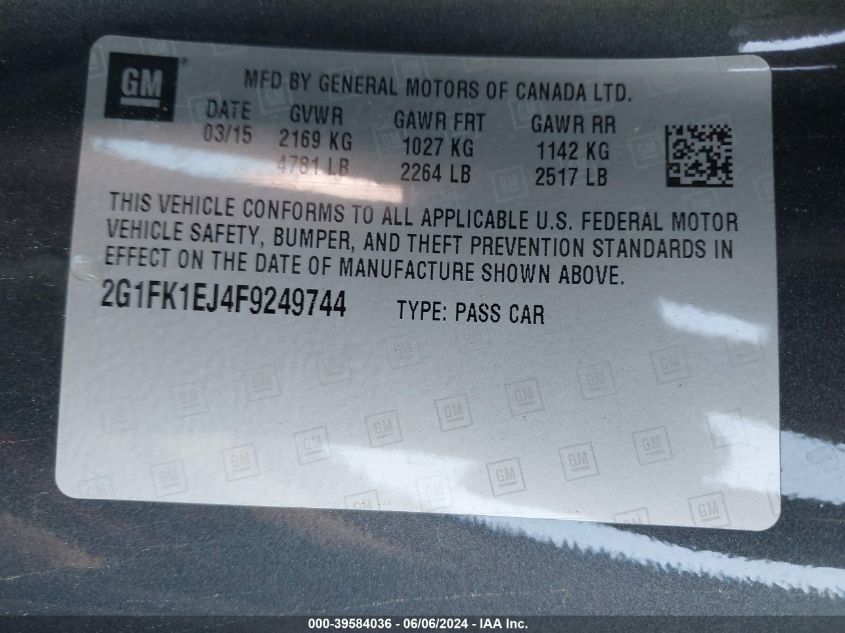 GM
MFD BY GENERAL MOTORS OF CANADA LTD.
DATE GVWR GAWR FRT GAWR RR
03/15 2169 KG 1027 KG 1142 KG
4781 LB 2264 LB 2517 LB
THIS VEHICLE CONFORMS TO ALL APPLICABLE U.S. FEDERAL MOTOR
VEHICLE SAFETY, BUMPER, AND THEFT PREVENTION STANDARDS IN
EFFECT ON THE DATE OF MANUFACTURE SHOWN ABOVE.
2G1FK1EJ4F9249744 TYPE: PASS CAR
000-39584036 - 06/06/2024 - IAA Inc.